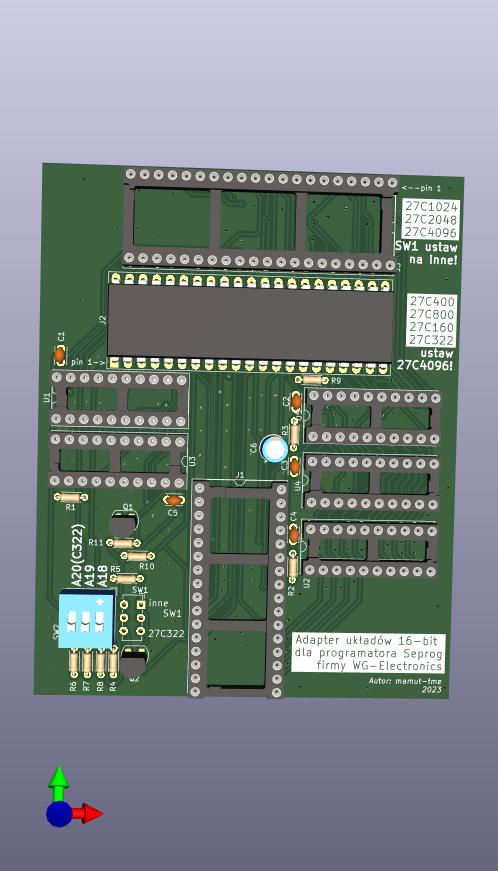 <--pin 1
27C1024
27C2048
27C4096
SW1 ustaw
na inne!
J2
27C400
27C800
27C160
27C322
ustaw
27C4096!
C1
pin 1->
R9
U1
C2
R3
C6
U3
C3
U4
J1
R1
C5
Q1
C4
R11
R10
A20(C322)
A19
A18
R5
R2
U2
SW1
inne
SW1
27C322
SW2
Adapter układów 16-bit
dla programatora Seprog
firmy WG-Electronics
R6
R7
R8
R4
Autor: mamut-tme
2023